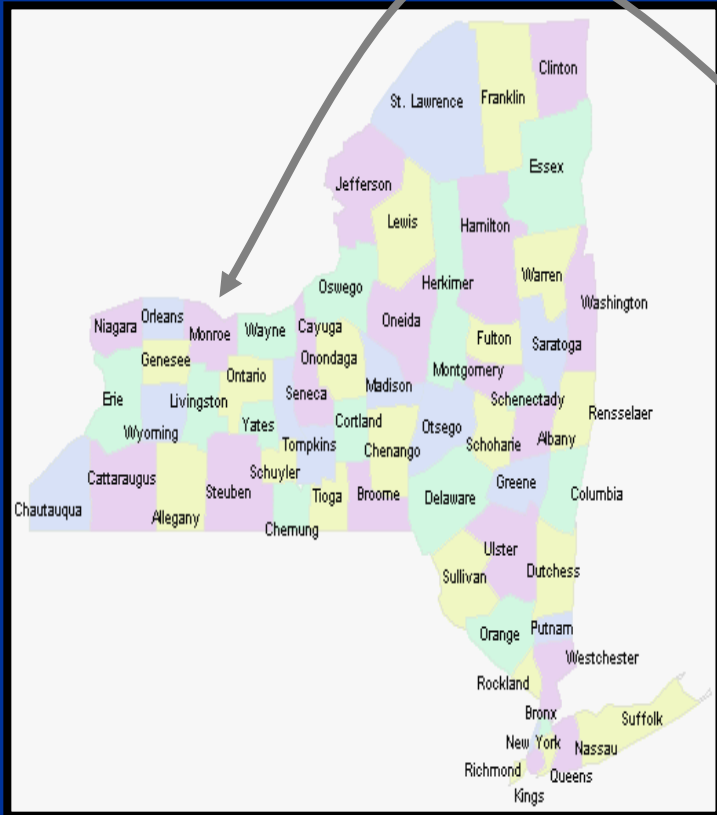 Clinton
St. Lawrence
Franklin
Essex
Jefferson
Lewis
Hamilton
Warren
Herkimer
Oswego
Washington
Orleans
Niagara
Monroe
Wayne
Cayuga
Oneida
Fulton
Saratoga
Genesee
Onondaga
Montgomery
Ontario
Madison
Seneca
Erie
Livingston
Schenectady
Rensselaer
Yates
Cortland
Otsego
Wyoming
Tompkins
Schoharie
Albany
Chenango
Cattaraugus
Schuyler
Steuben
Tioga
Broome
Delaware
Greene
Columbia
Chautauqua
Allegany
Chemung
Ulster
Sullivan
Dutchess
Orange
Putnam
Westchester
Rockland
Bronx
Suffolk
New York
Nassau
Richmond
Queens
Kings